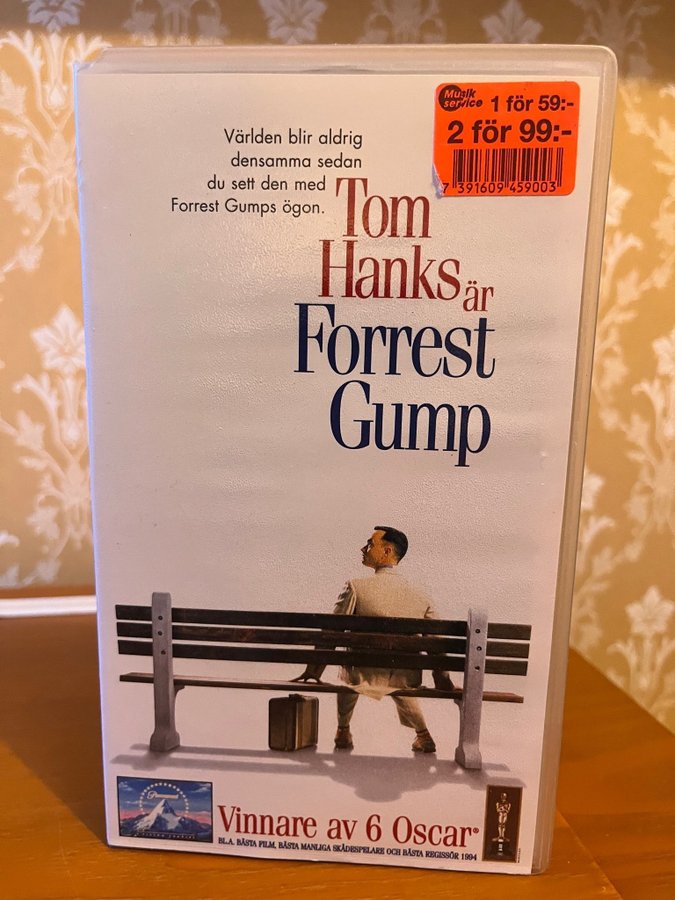 Musik
service 1 för 59:-
2 för 99:-
7 391609 459003
Världen blir aldrig
densamma sedan
du sett den med
Forrest Gumps ögon.
Tom
Hanks är
Forrest
Gump
Paramount
Vinnare av 6 Oscar®
BL.A. BÄSTA FILM, BÄSTA MANLIGA SKÅDESPELARE OCH BÄSTA REGISSÖR 1994